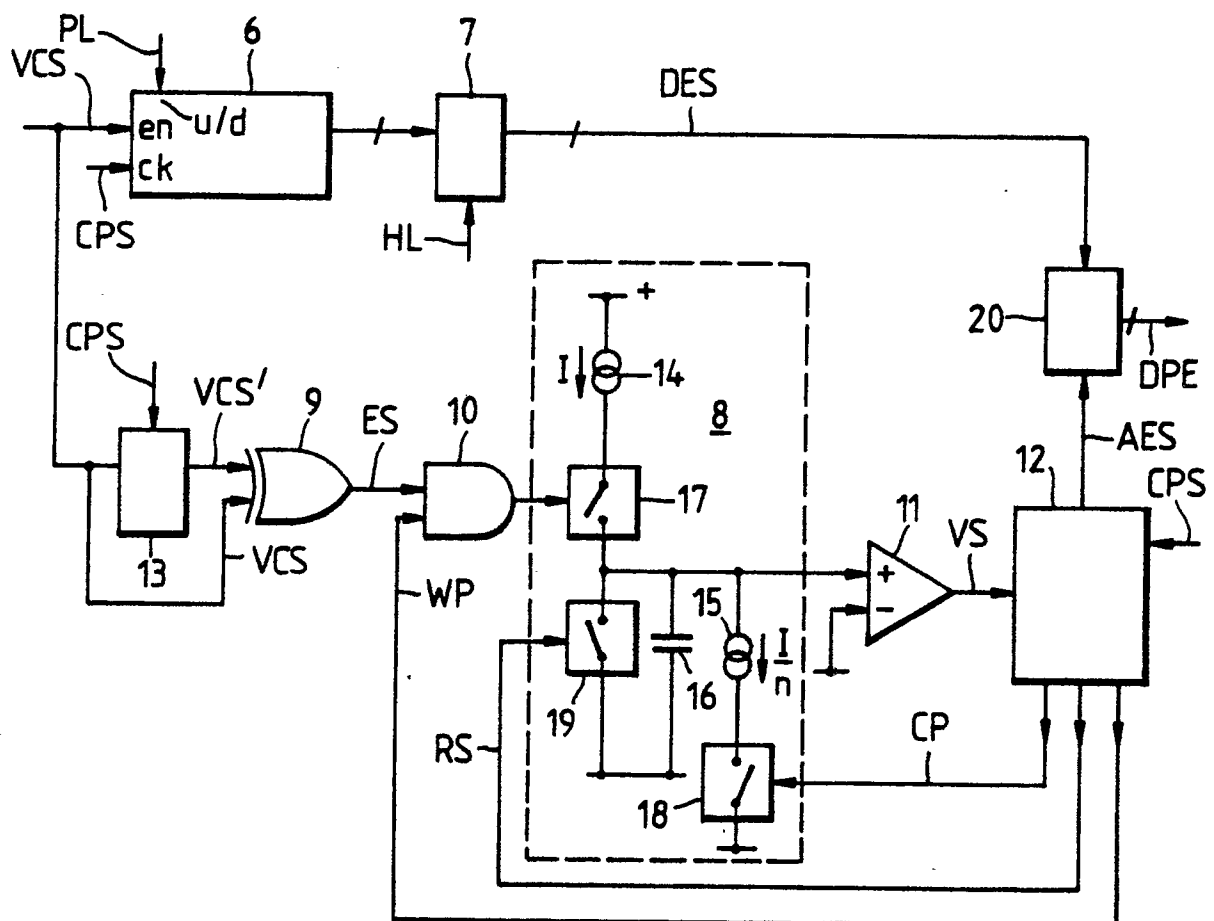 PL
6
7
VCS
en
u/d
ck
CPS
DES
HL
20
DPE
AES
CPS
VCS'
9
ES
10
13
VCS
WP
+
I
14
8
17
11
+
-
VS
12
CPS
15
I
n
16
19
18
RS
CP